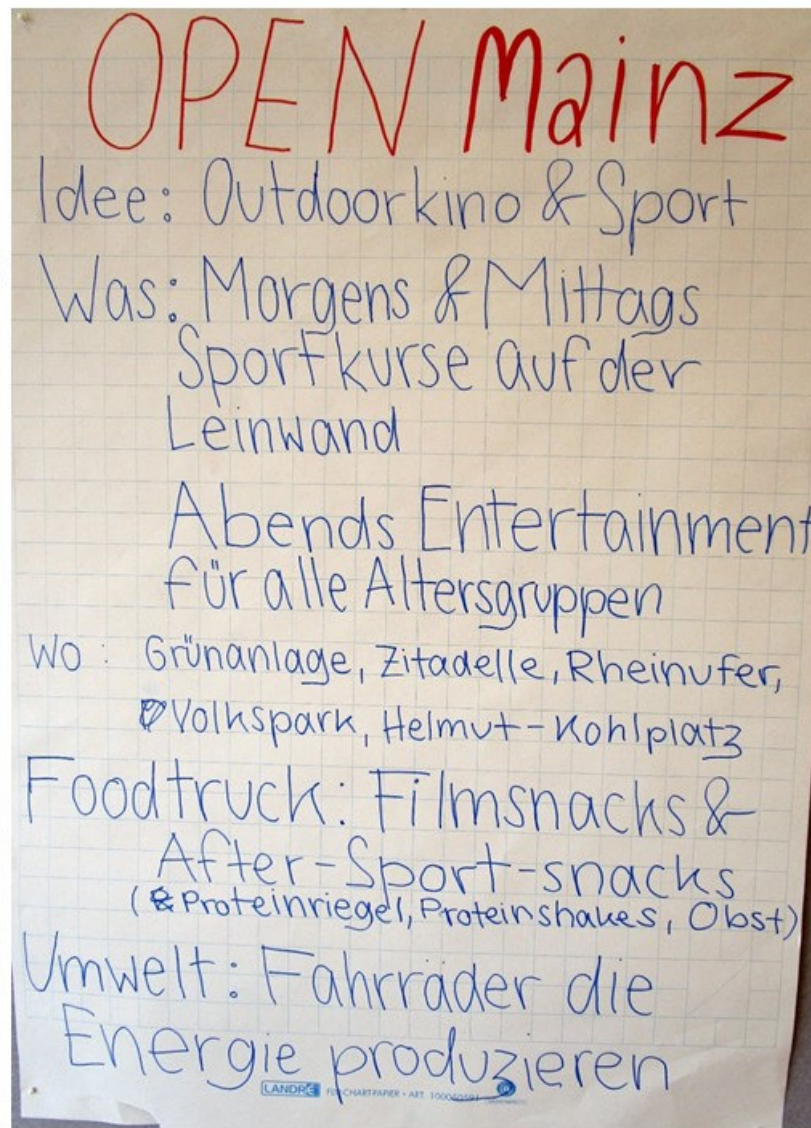 OPEN Mainz
Idee: Outdoorkino & Sport
Was: Morgens & Mittags
Sportkurse auf der
Leinwand
Abends Entertainment
für alle Altersgruppen
Wo: Grünanlage, Zitadelle, Rheinufer,
Volkspark, Helmut-Kohlplatz
Foodtruck: Filmsnacks &
After-Sport-snacks
(Proteinriegel, Proteinshakes, Obst)
Umwelt: Fahrräder die
Energie produzieren
LANDRÉ